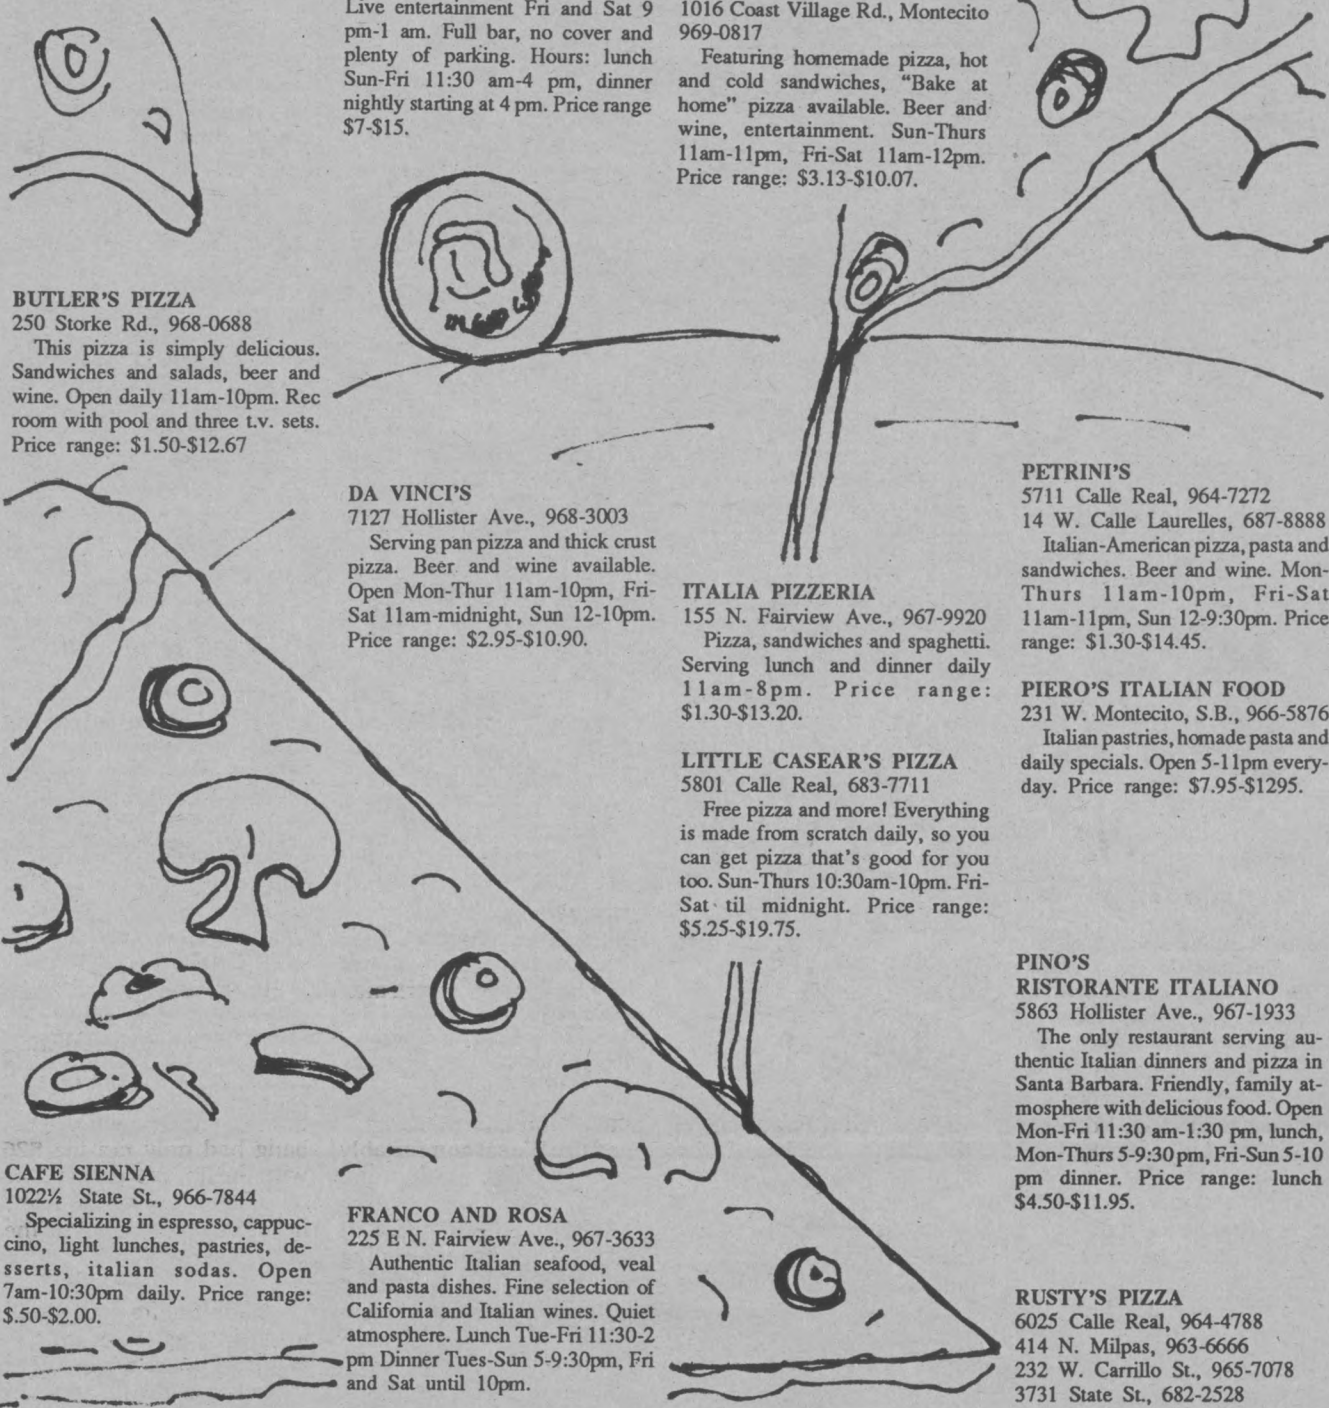 BUTLER'S PIZZA
250 Storke Rd., 968-0688
This pizza is simply delicious.
Sandwiches and salads, beer and
wine. Open daily 11am-10pm. Rec
room with pool and three t.v. sets.
Price range: $1.50-$12.67
CAFE SIENNA
1022½ State St., 966-7844
Specializing in espresso, cappuc-
cino, light lunches, pastries, de-
sserts, italian sodas. Open
7am-10:30pm daily. Price range:
$.50-$2.00.
Live entertainment Fri and Sat 9
pm-1 am. Full bar, no cover and
plenty of parking. Hours: lunch
Sun-Fri 11:30 am-4 pm, dinner
nightly starting at 4 pm. Price range
$7-$15.
DA VINCI'S
7127 Hollister Ave., 968-3003
Serving pan pizza and thick crust
pizza. Beer and wine available.
Open Mon-Thur 11am-10pm, Fri-
Sat 11am-midnight, Sun 12-10pm.
Price range: $2.95-$10.90.
FRANCO AND ROSA
225 E N. Fairview Ave., 967-3633
Authentic Italian seafood, veal
and pasta dishes. Fine selection of
California and Italian wines. Quiet
atmosphere. Lunch Tue-Fri 11:30-2
pm Dinner Tues-Sun 5-9:30pm, Fri
and Sat until 10pm.
1016 Coast Village Rd., Montecito
969-0817
Featuring homemade pizza, hot
and cold sandwiches, "Bake at
home" pizza available. Beer and
wine, entertainment. Sun-Thurs
11am-11pm, Fri-Sat 11am-12pm.
Price range: $3.13-$10.07.
ITALIA PIZZERIA
155 N. Fairview Ave., 967-9920
Pizza, sandwiches and spaghetti.
Serving lunch and dinner daily
11am-8pm. Price range:
$1.30-$13.20.
LITTLE CASEAR'S PIZZA
5801 Calle Real, 683-7711
Free pizza and more! Everything
is made from scratch daily, so you
can get pizza that's good for you
too. Sun-Thurs 10:30am-10pm. Fri-
Sat til midnight. Price range:
$5.25-$19.75.
PETRINI'S
5711 Calle Real, 964-7272
14 W. Calle Laurelles, 687-8888
Italian-American pizza, pasta and
sandwiches. Beer and wine. Mon-
Thurs 11am-10pm, Fri-Sat
11am-11pm, Sun 12-9:30pm. Price
range: $1.30-$14.45.
PIERO'S ITALIAN FOOD
231 W. Montecito, S.B., 966-5876
Italian pastries, homade pasta and
daily specials. Open 5-11pm every-
day. Price range: $7.95-$1295.
PINO'S
RISTORANTE ITALIANO
5863 Hollister Ave., 967-1933
The only restaurant serving au-
thentic Italian dinners and pizza in
Santa Barbara. Friendly, family at-
mosphere with delicious food. Open
Mon-Fri 11:30 am-1:30 pm, lunch,
Mon-Thurs 5-9:30 pm, Fri-Sun 5-10
pm dinner. Price range: lunch
$4.50-$11.95.
RUSTY'S PIZZA
6025 Calle Real, 964-4788
414 N. Milpas, 963-6666
232 W. Carrillo St., 965-7078
3731 State St., 682-2528